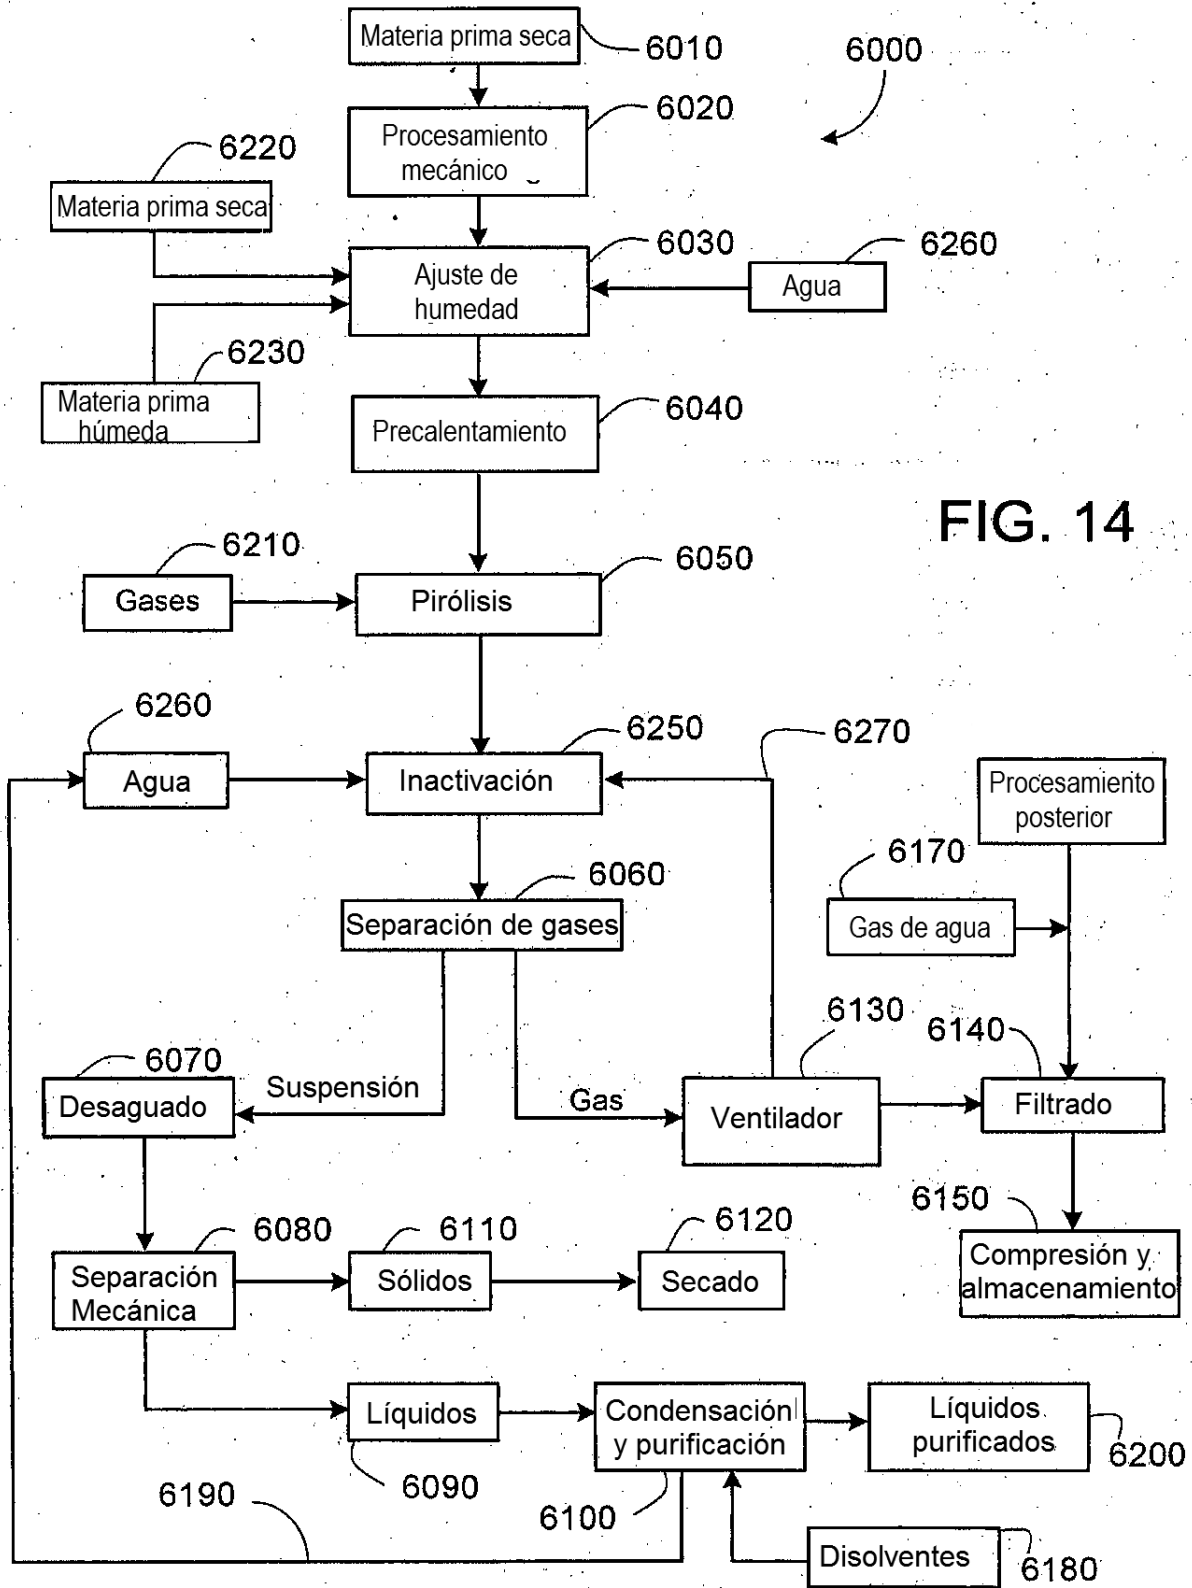 Materia prima seca
6010
6000
Procesamiento
mecánico
6020
6220
Materia prima seca
Ajuste de
humedad
6030
6260
Agua
6230
Materia prima
húmeda
Precalentamiento
6040
FIG. 14
6210
Gases
Pirólisis
6050
6260
Agua
Inactivación
6250
6270
Procesamiento
posterior
6170
Gas de agua
6060
Separación de gases
6070
Desaguado
Suspensión
Gas
6130
Ventilador
6140
Filtrado
6150
Compresión y
almacenamiento
6080
Separación
Mecánica
6110
Sólidos
6120
Secado
Líquidos
6090
Condensación
y purificación
6100
Líquidos
purificados
6200
6190
Disolventes
6180